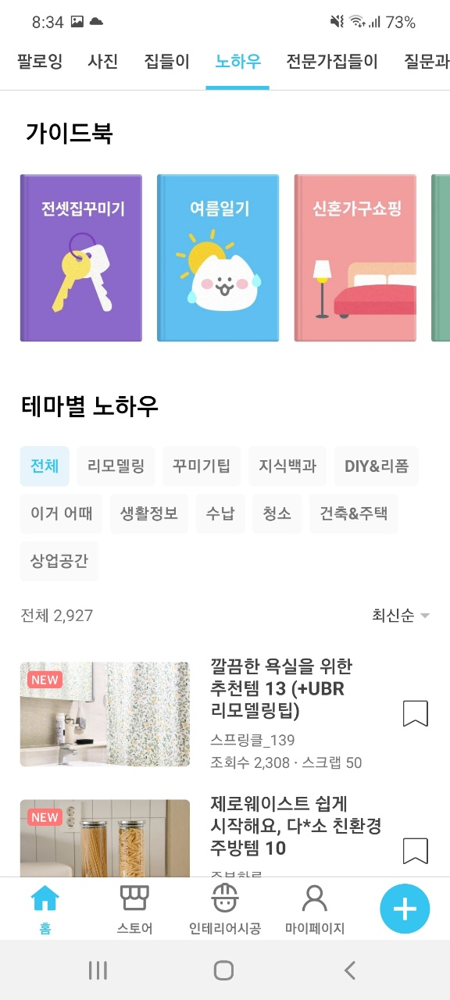 8:34 73%
팔로잉 사진 집들이 노하우 전문가집들이 질문과
가이드북
전셋집꾸미기 여름일기 신혼가구쇼핑
테마별 노하우
전체 리모델링 꾸미기팁 지식백과 DIY&리폼
이거 어때 생활정보 수납 청소 건축&주택
상업공간
전체 2,927 최신순
NEW
깔끔한 욕실을 위한
추천템 13 (+UBR
리모델링팁)
스프링클_139
조회수 2,308 · 스크랩 50
NEW
제로웨이스트 쉽게
시작해요, 다*소 친환경
주방템 10
홈 스토어 인테리어시공 마이페이지